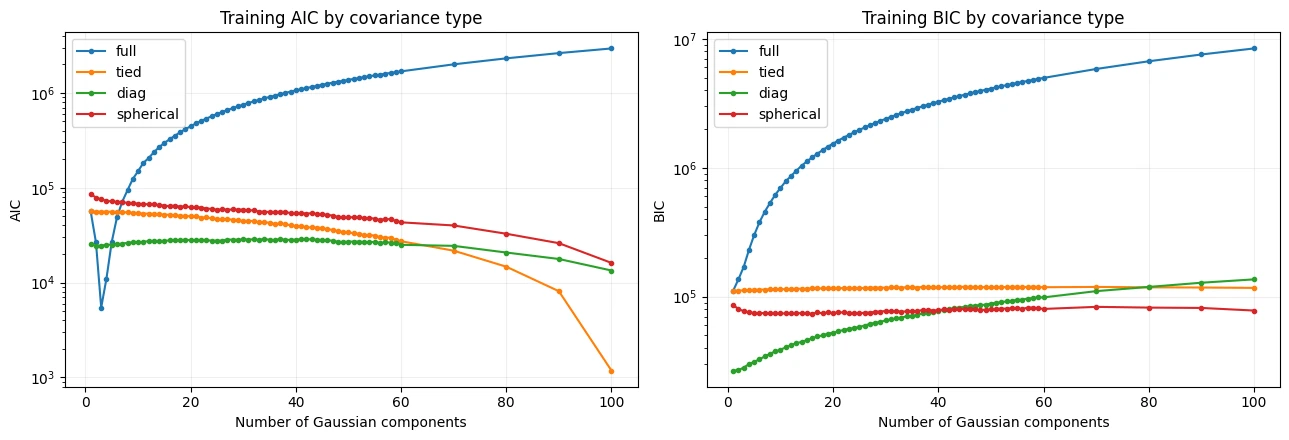 Training AIC by covariance type
AIC
10^6
10^5
10^4
10^3
full
tied
diag
spherical
0 20 40 60 80 100
Number of Gaussian components
Training BIC by covariance type
BIC
10^7
10^6
10^5
full
tied
diag
spherical
0 20 40 60 80 100
Number of Gaussian components